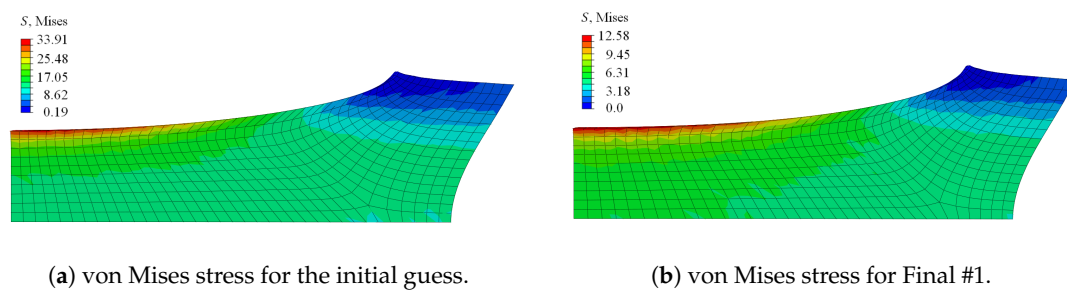 S, Mises
33.91
25.48
17.05
8.62
0.19
S, Mises
12.58
9.45
6.31
3.18
0.0
(a) von Mises stress for the initial guess.
(b) von Mises stress for Final #1.